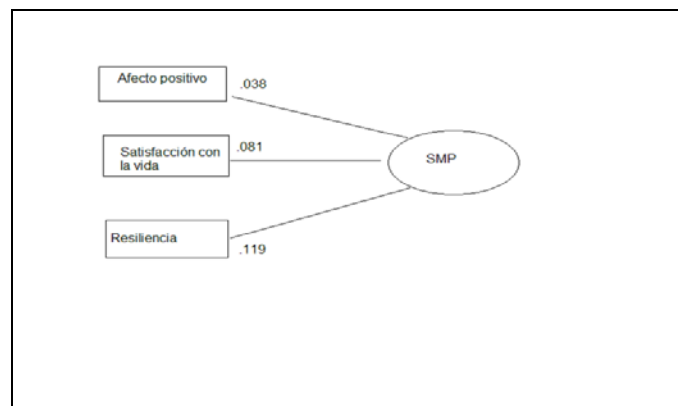 Afecto positivo
.038
Satisfacción con
la vida
.081
SMP
Resiliencia
.119